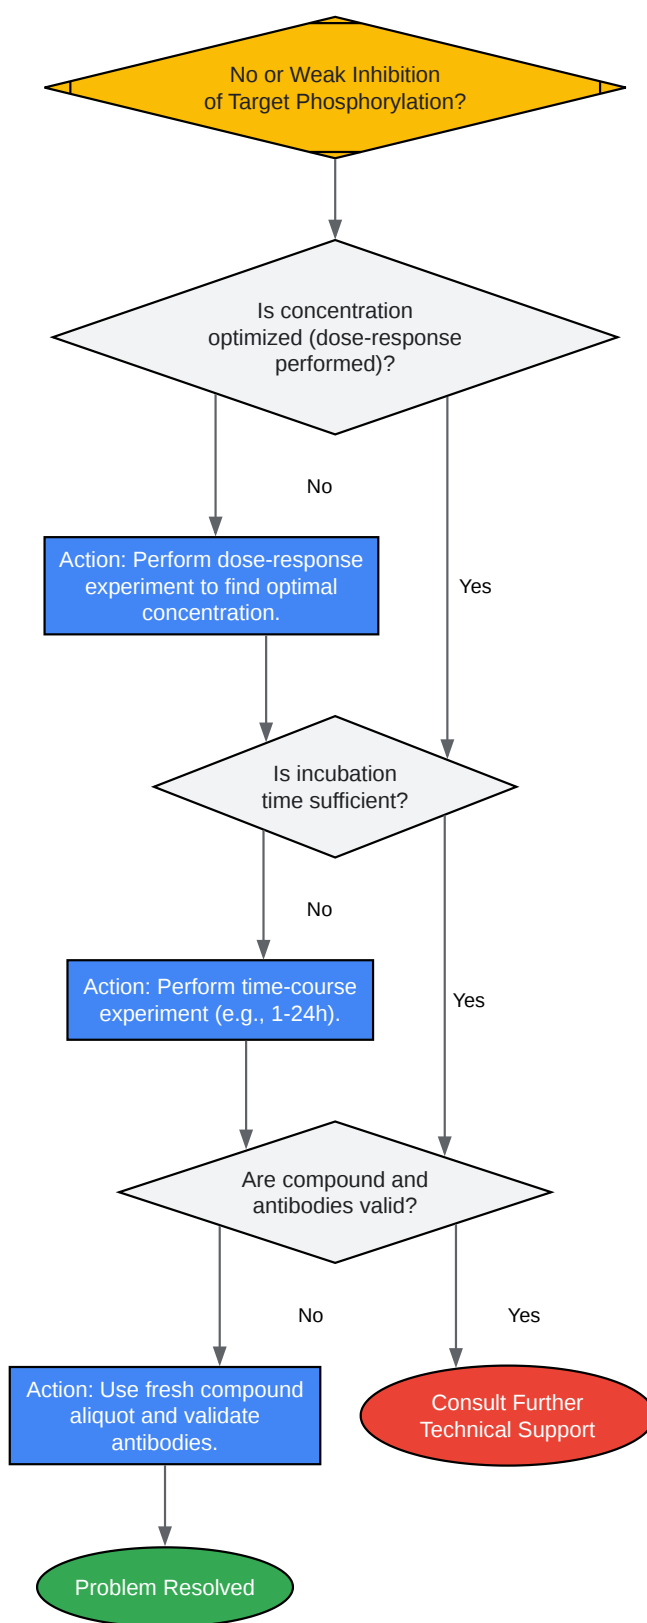 No or Weak Inhibition
of Target Phosphorylation?
Is concentration
optimized (dose-response
performed)?
No
Action: Perform dose-response
experiment to find optimal
concentration.
Yes
Is incubation
time sufficient?
No
Action: Perform time-course
experiment (e.g., 1-24h).
Yes
Are compound and
antibodies valid?
No
Yes
Action: Use fresh compound
aliquot and validate
antibodies.
Consult Further
Technical Support
Problem Resolved